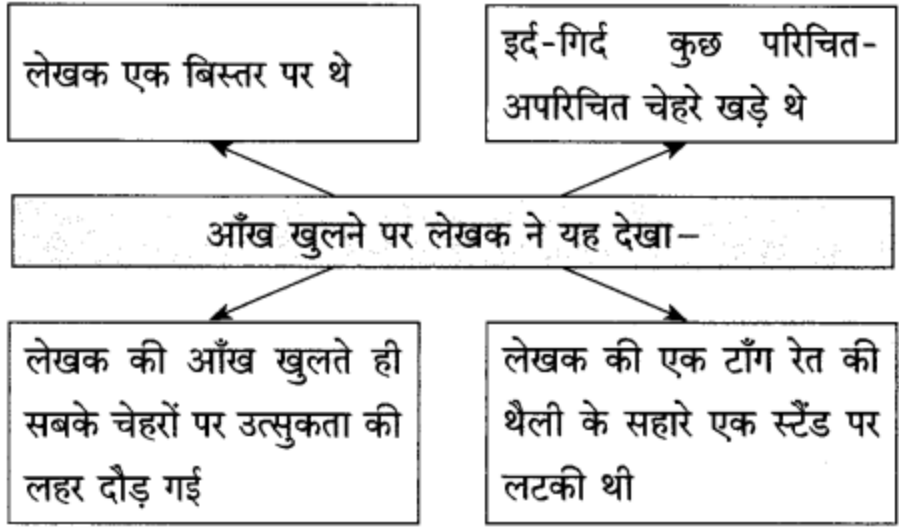 लेखक एक बिस्तर पर थे
इर्द-गिर्द कुछ परिचित-
अपरिचित चेहरे खड़े थे
आँख खुलने पर लेखक ने यह देखा–
लेखक की आँख खुलते ही
सबके चेहरों पर उत्सुकता की
लहर दौड़ गई
लेखक की एक टाँग रेत की
थैली के सहारे एक स्टैंड पर
लटकी थी